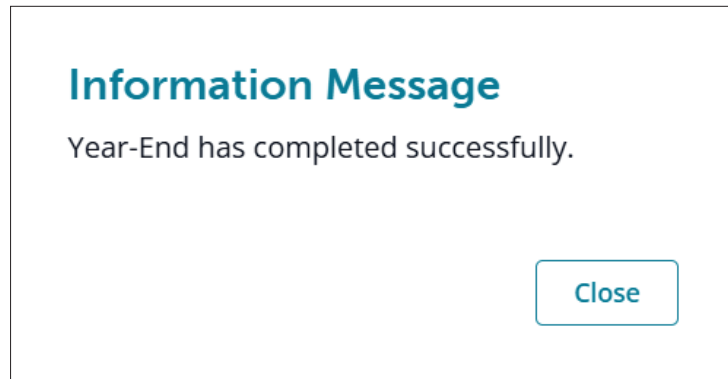 Information Message
Year-End has completed successfully.
Close